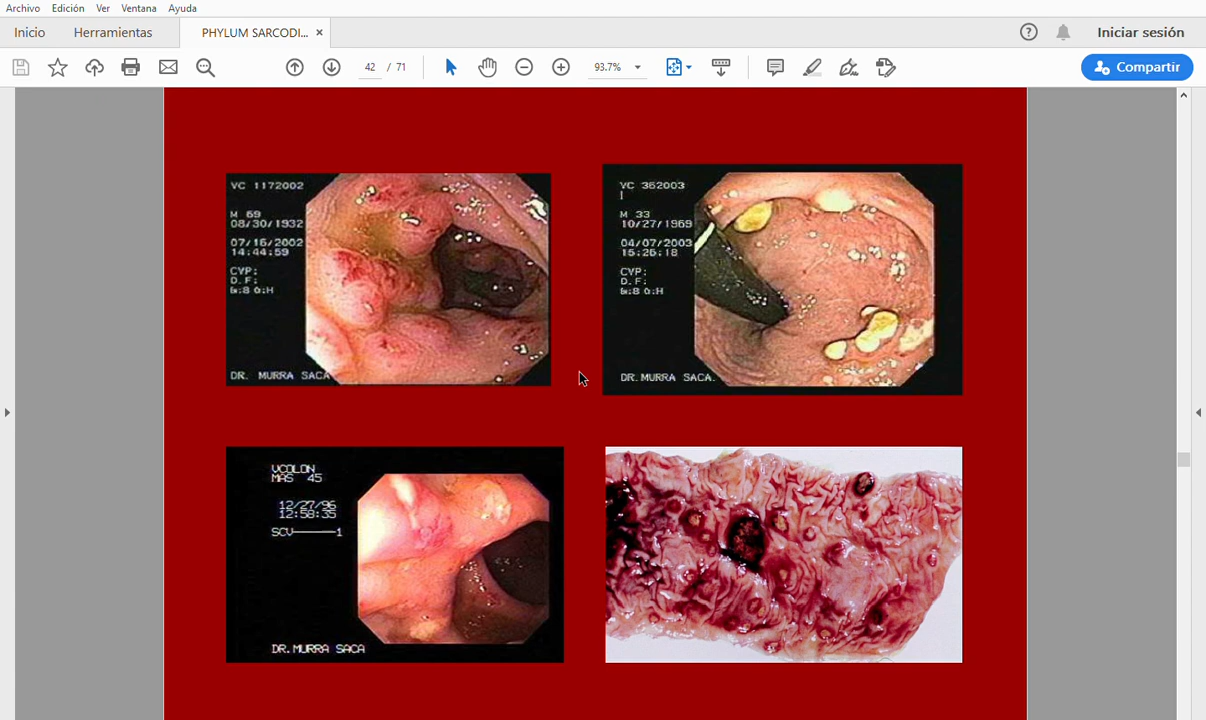 Archivo Edición Ver Ventana Ayuda
Inicio Herramientas PHYLUM SARCODI... × Iniciar sesión
42 / 71 93.7% Compartir
VC 1172002
M 69
08/30/1932
07/16/2002
14:44:59
CVP:
D.F:
DR. MURRA SACA
VC 362003
M 33
10/27/1969
04/07/2003
15:25:18
CVP:
D.F:
DR.MURRA SACA.
VCOLON
MAS 45
12/27/96
12:58:35
SCV------1
DR.MURRA SACA